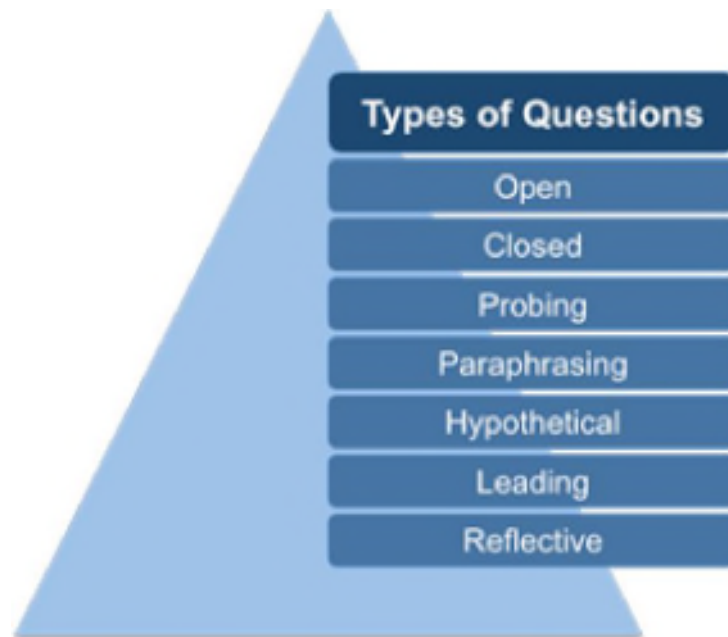 Types of Questions
Open
Closed
Probing
Paraphrasing
Hypothetical
Leading
Reflective